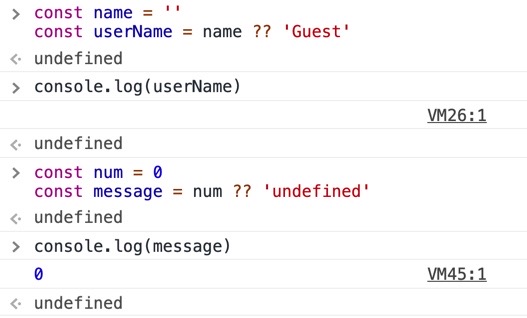 > const name = ''
const userName = name ?? 'Guest'
<· undefined
> console.log(userName)
VM26:1
<· undefined
> const num = 0
const message = num ?? 'undefined'
<· undefined
> console.log(message)
0 VM45:1
<· undefined